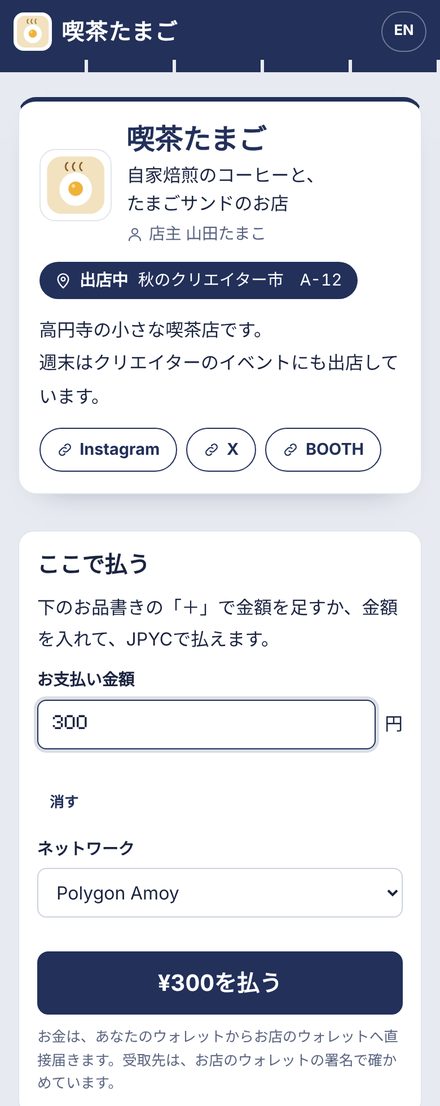 喫茶たまご
EN
喫茶たまご
自家焙煎のコーヒーと、
たまごサンドのお店
店主 山田たまこ
出店中 秋のクリエイター市 A-12
高円寺の小さな喫茶店です。
週末はクリエイターのイベントにも出店して
います。
Instagram
X
BOOTH
ここで払う
下のお品書きの「＋」で金額を足すか、金額
を入れて、JPYCで払えます。
お支払い金額
300
円
消す
ネットワーク
Polygon Amoy
¥300を払う
お金は、あなたのウォレットからお店のウォレットへ直
接届きます。受取先は、お店のウォレットの署名で確か
めています。